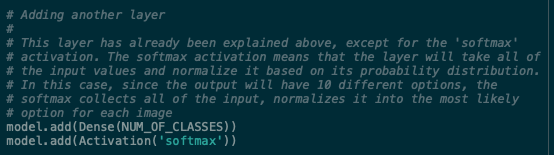 # Adding another layer
#
# This layer has already been explained above, except for the 'softmax'
# activation. The softmax activation means that the layer will take all of
# the input values and normalize it based on its probability distribution.
# In this case, since the output will have 10 different options, the
# softmax collects all of the input, normalizes it into the most likely
# option for each image
model.add(Dense(NUM_OF_CLASSES))
model.add(Activation('softmax'))